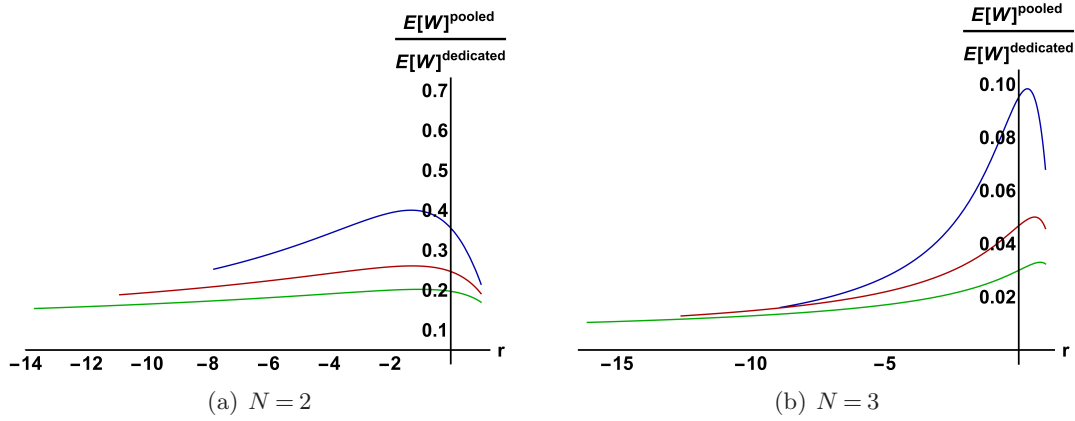 E[W]^pooled
E[W]^dedicated
0.7
0.6
0.5
0.4
0.3
0.2
0.1
r
−14 −12 −10 −8 −6 −4 −2
(a) N = 2
E[W]^pooled
E[W]^dedicated
0.10
0.08
0.06
0.04
0.02
r
−15 −10 −5
(b) N = 3